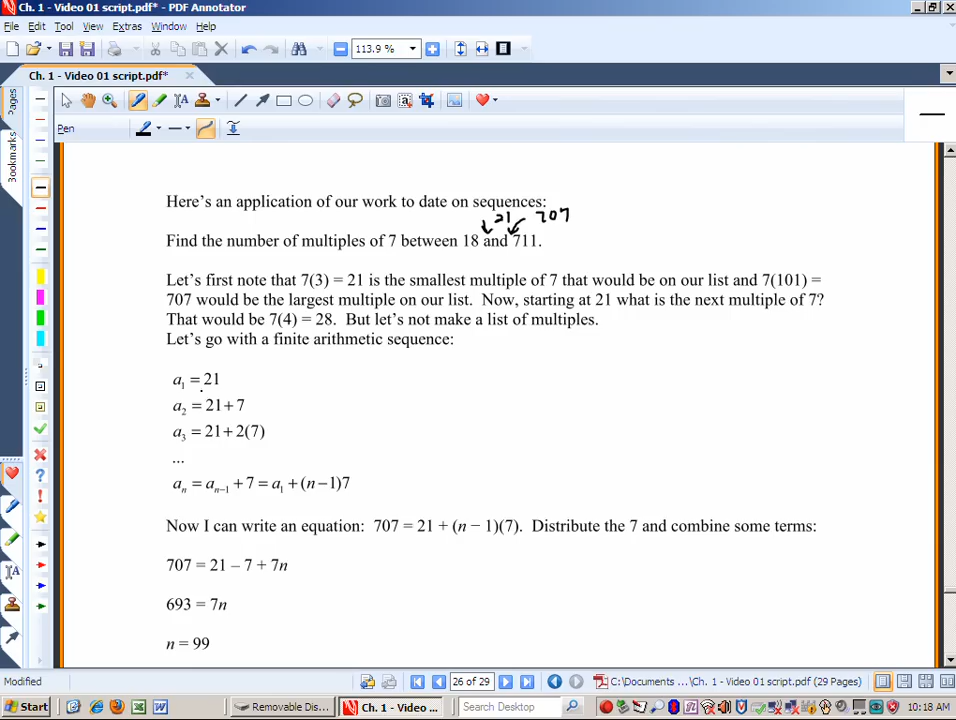 Ch. 1 - Video 01 script.pdf* - PDF Annotator
File Edit Tool View Extras Window Help
113.9 %
Ch. 1 - Video 01 script.pdf*
Pen
Pages
Bookmarks
Here's an application of our work to date on sequences:
21 707
Find the number of multiples of 7 between 18 and 711.
Let's first note that 7(3) = 21 is the smallest multiple of 7 that would be on our list and 7(101) =
707 would be the largest multiple on our list. Now, starting at 21 what is the next multiple of 7?
That would be 7(4) = 28. But let's not make a list of multiples.
Let's go with a finite arithmetic sequence:
a₁ = 21
a₂ = 21 + 7
a₃ = 21 + 2(7)
...
aₙ = aₙ₋₁ + 7 = a₁ + (n − 1)7
Now I can write an equation: 707 = 21 + (n − 1)(7). Distribute the 7 and combine some terms:
707 = 21 – 7 + 7n
693 = 7n
n = 99
Modified
26 of 29
C:\Documents ...\Ch. 1 - Video 01 script.pdf (29 Pages)
Start
Removable Dis...
Ch. 1 - Video ...
Search Desktop
10:18 AM